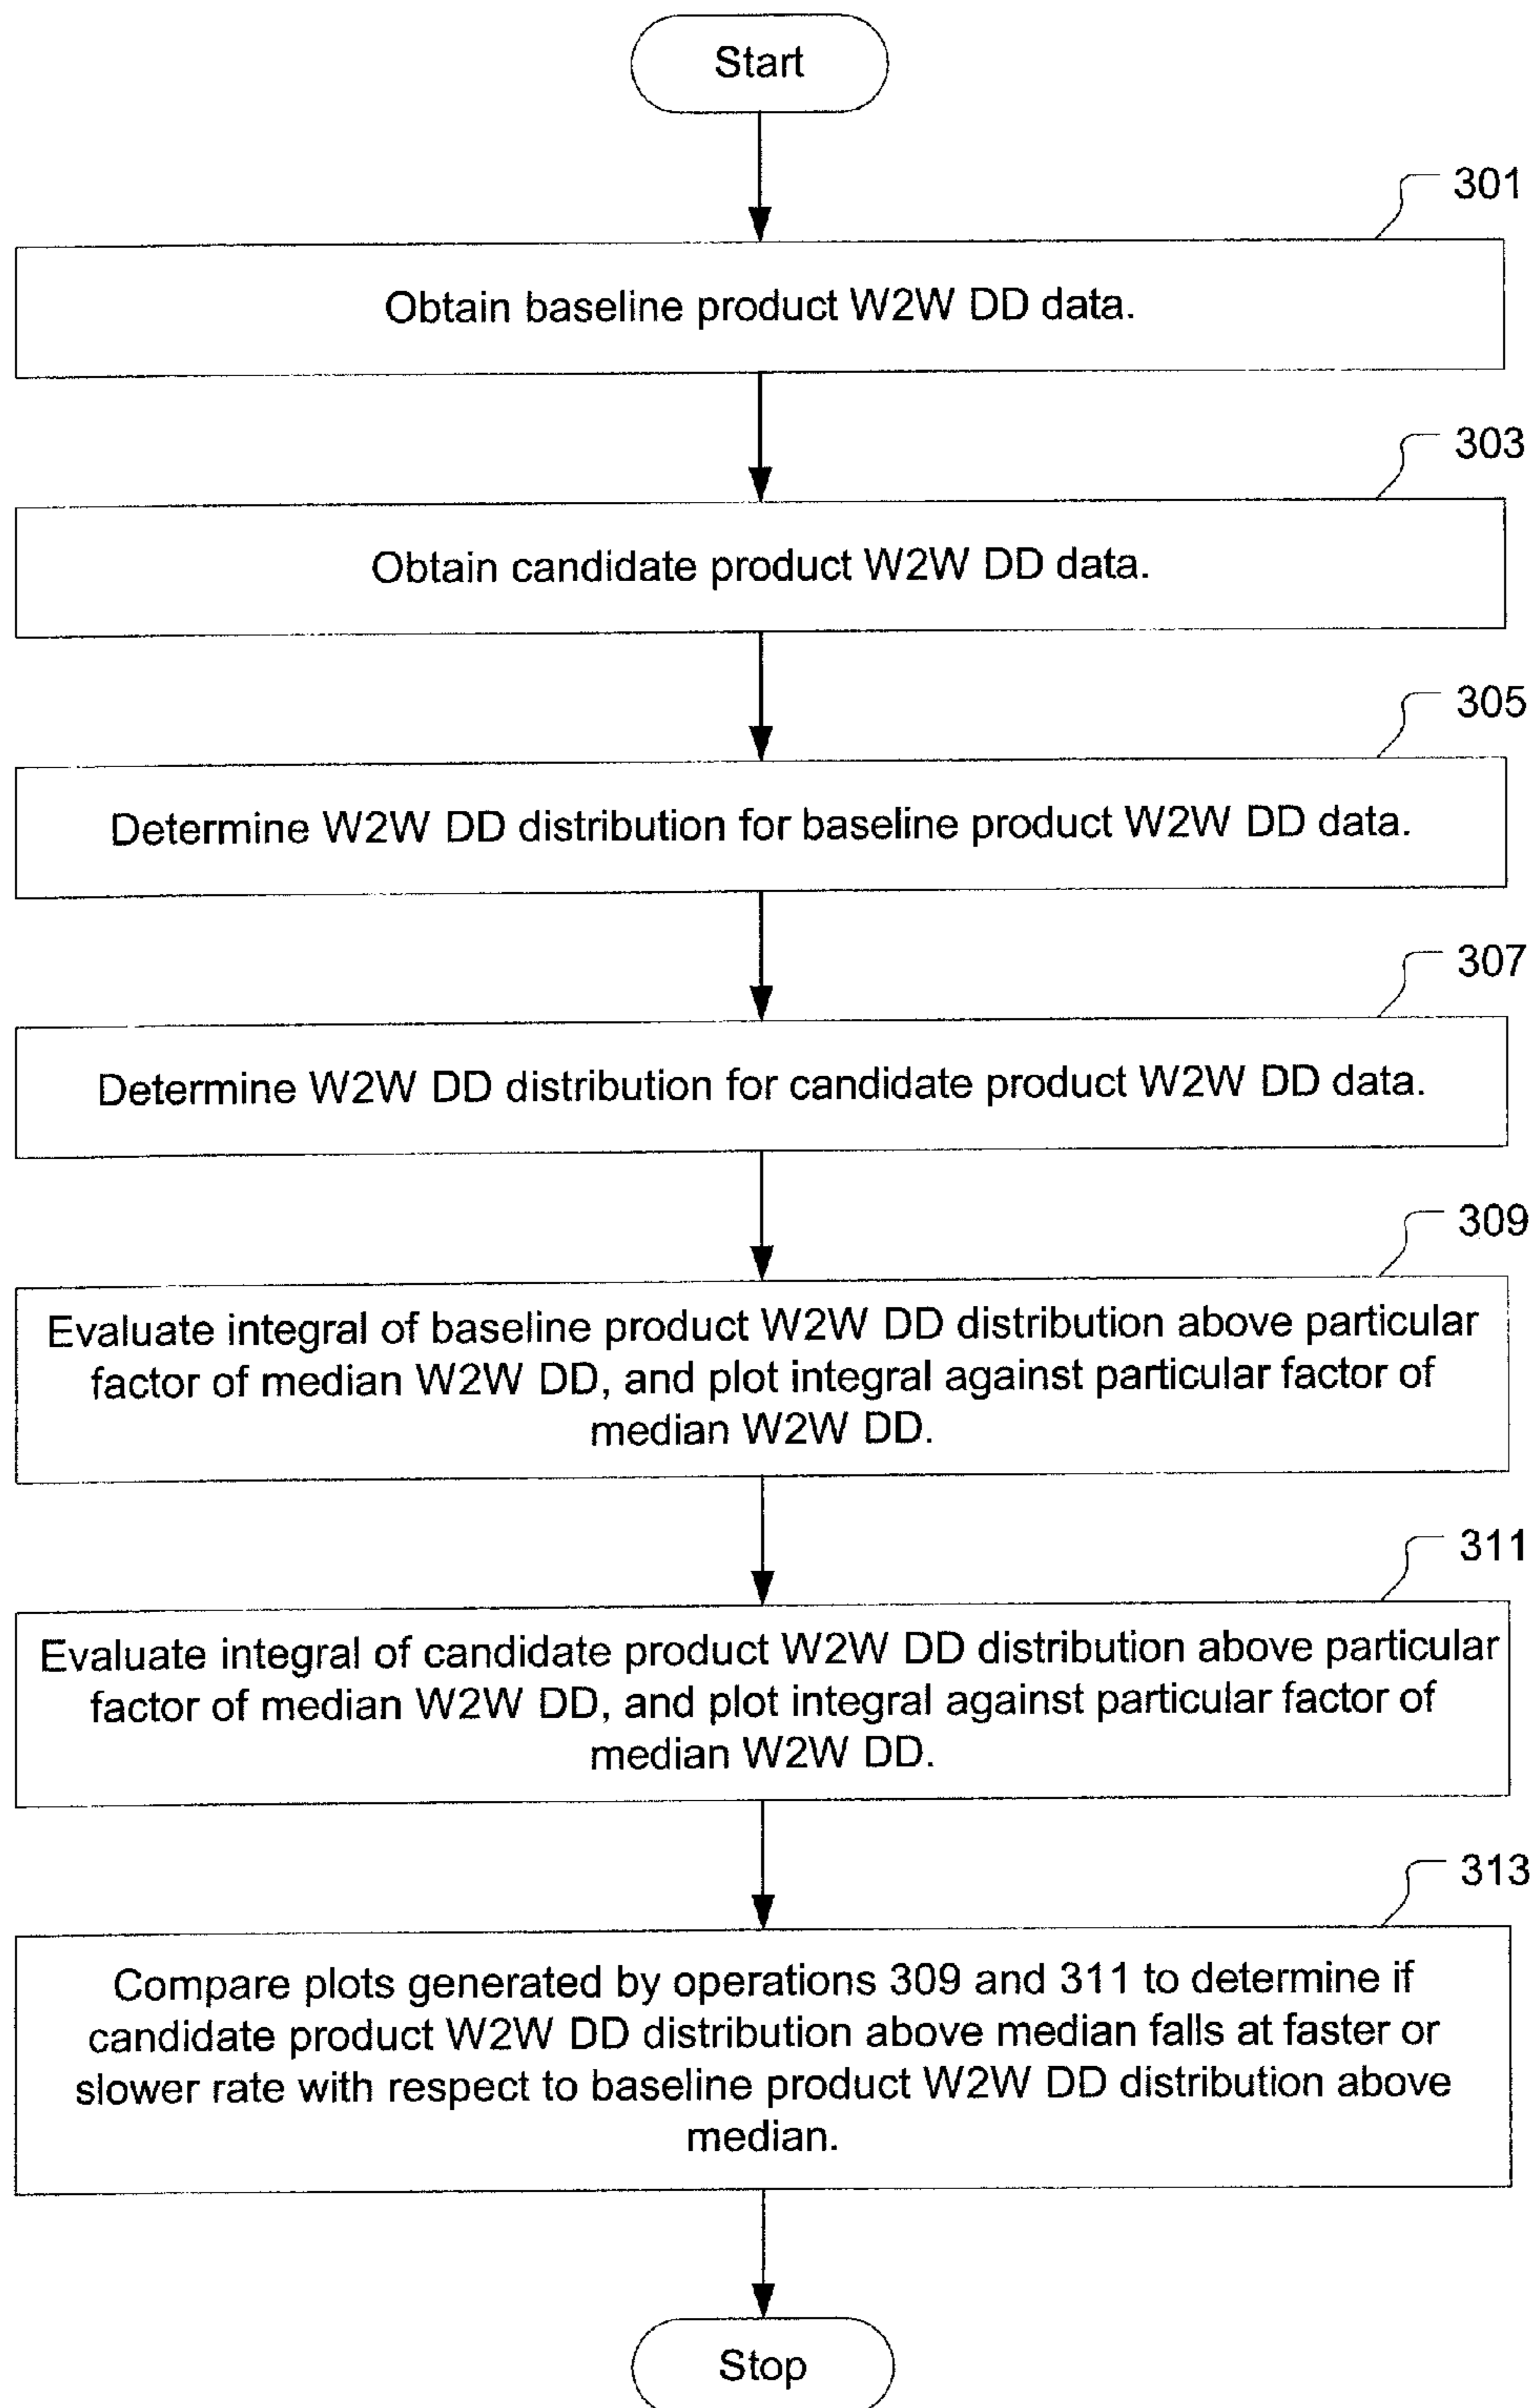 Start
301
Obtain baseline product W2W DD data.
303
Obtain candidate product W2W DD data.
305
Determine W2W DD distribution for baseline product W2W DD data.
307
Determine W2W DD distribution for candidate product W2W DD data.
309
Evaluate integral of baseline product W2W DD distribution above particular
factor of median W2W DD, and plot integral against particular factor of
median W2W DD.
311
Evaluate integral of candidate product W2W DD distribution above particular
factor of median W2W DD, and plot integral against particular factor of
median W2W DD.
313
Compare plots generated by operations 309 and 311 to determine if
candidate product W2W DD distribution above median falls at faster or
slower rate with respect to baseline product W2W DD distribution above
median.
Stop